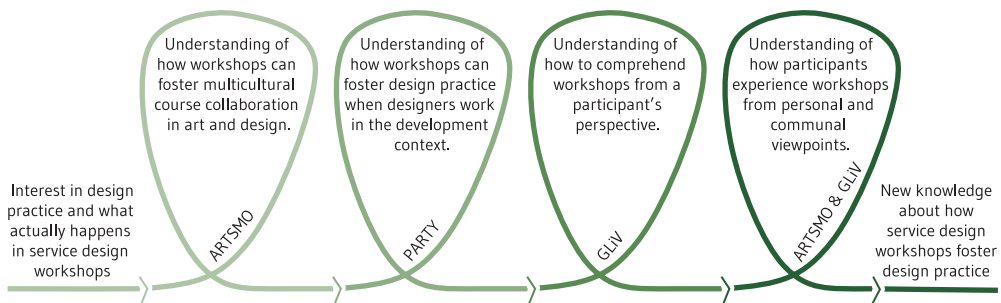 Interest in design
practice and what
actually happens
in service design
workshops
Understanding of
how workshops can
foster multicultural
course collaboration
in art and design.
ARTSMO
Understanding of
how workshops can
foster design practice
when designers work
in the development
context.
PARTY
Understanding of
how to comprehend
workshops from a
participant's
perspective.
GLiV
Understanding of
how participants
experience workshops
from personal and
communal
viewpoints.
ARTSMO & GLiV
New knowledge
about how
service design
workshops foster
design practice